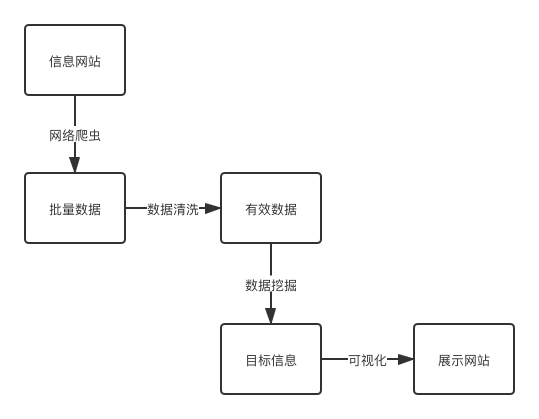 信息网站
网络爬虫
批量数据
数据清洗
有效数据
数据挖掘
目标信息
可视化
展示网站